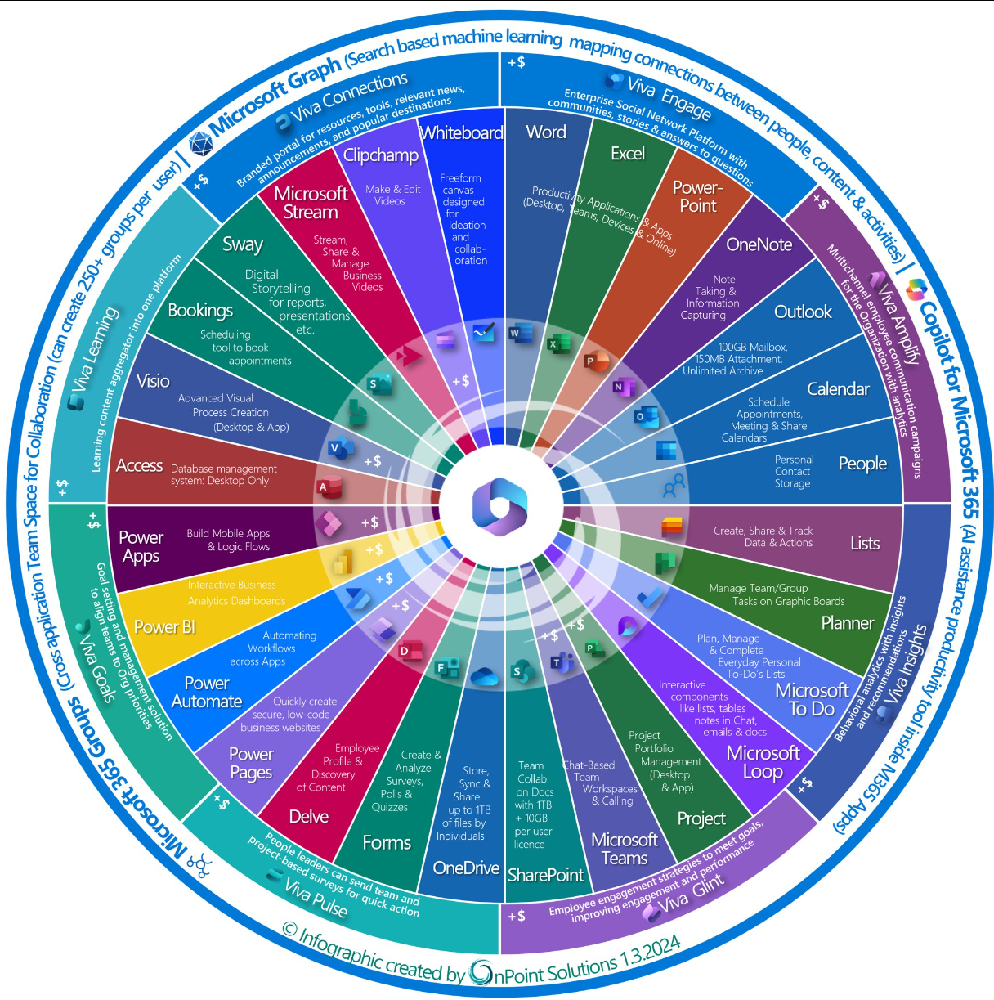 Microsoft Graph (Search based machine learning mapping connections between people, content & activities) |
Copilot for Microsoft 365 (AI assistance productivity tool inside M365 Apps)
Microsoft 365 Groups (Cross application Team Space for Collaboration (can create 250+ groups per user) |
+$
Viva Connections
Branded portal for resources, tools, relevant news,
announcements, and popular destinations
+$
Viva Engage
Enterprise Social Network Platform with
communities, stories & answers to questions
+$
Viva Amplify
Multichannel employee communication campaigns
for the Organization with analytics
Behavioral analytics with insights
and recommendations
Viva Insights
+$
Employee engagement strategies to meet goals,
improving engagement and performance
Viva Glint
+$
People leaders can send team and
project-based surveys for quick action
Viva Pulse
+$
Goal setting and management solution
to align teams to Org priorities
Viva Goals
+$
Viva Learning
Learning content aggregator into one platform
+$
Word
Excel
Power-
Point
Productivity Applications & Apps
(Desktop, Teams, Devices & Online)
W
X
P
OneNote
Note
Taking &
Information
Capturing
N
Outlook
100GB Mailbox,
150MB Attachment,
Unlimited Archive
O
Calendar
Schedule
Appointments,
Meeting & Share
Calendars
People
Personal
Contact
Storage
Lists
Create, Share & Track
Data & Actions
Planner
Manage Team/Group
Tasks on Graphic Boards
Microsoft
To Do
Plan, Manage
& Complete
Everyday Personal
To-Do's Lists
Microsoft
Loop
Interactive
components
like lists, tables
notes in Chat,
emails & docs
Project
Project
Portfolio
Management
(Desktop
& App)
P
+$
Microsoft
Teams
Chat-Based
Team
Workspaces
& Calling
T
+$
SharePoint
Team
Collab.
on Docs
with 1TB
+ 10GB
per user
licence
S
OneDrive
Store,
Sync &
Share
up to 1TB
of files by
Individuals
Forms
Create &
Analyze
Surveys,
Polls &
Quizzes
F
Delve
Employee
Profile &
Discovery
of Content
D
Power
Pages
Quickly create
secure, low-code
business websites
+$
Power
Automate
Automating
Workflows
across Apps
+$
Power BI
Interactive Business
Analytics Dashboards
+$
Power
Apps
Build Mobile Apps
& Logic Flows
+$
Access
Database management
system: Desktop Only
A
Visio
Advanced Visual
Process Creation
(Desktop & App)
V
+$
Bookings
Scheduling
tool to book
appointments
Sway
Digital
Storytelling
for reports,
presentations
etc.
S
Microsoft
Stream
Stream,
Share &
Manage
Business
Videos
Clipchamp
Make & Edit
Videos
+$
Whiteboard
Freeform
canvas
designed
for
Ideation
and
collab-
oration
© Infographic created by OnPoint Solutions 1.3.2024